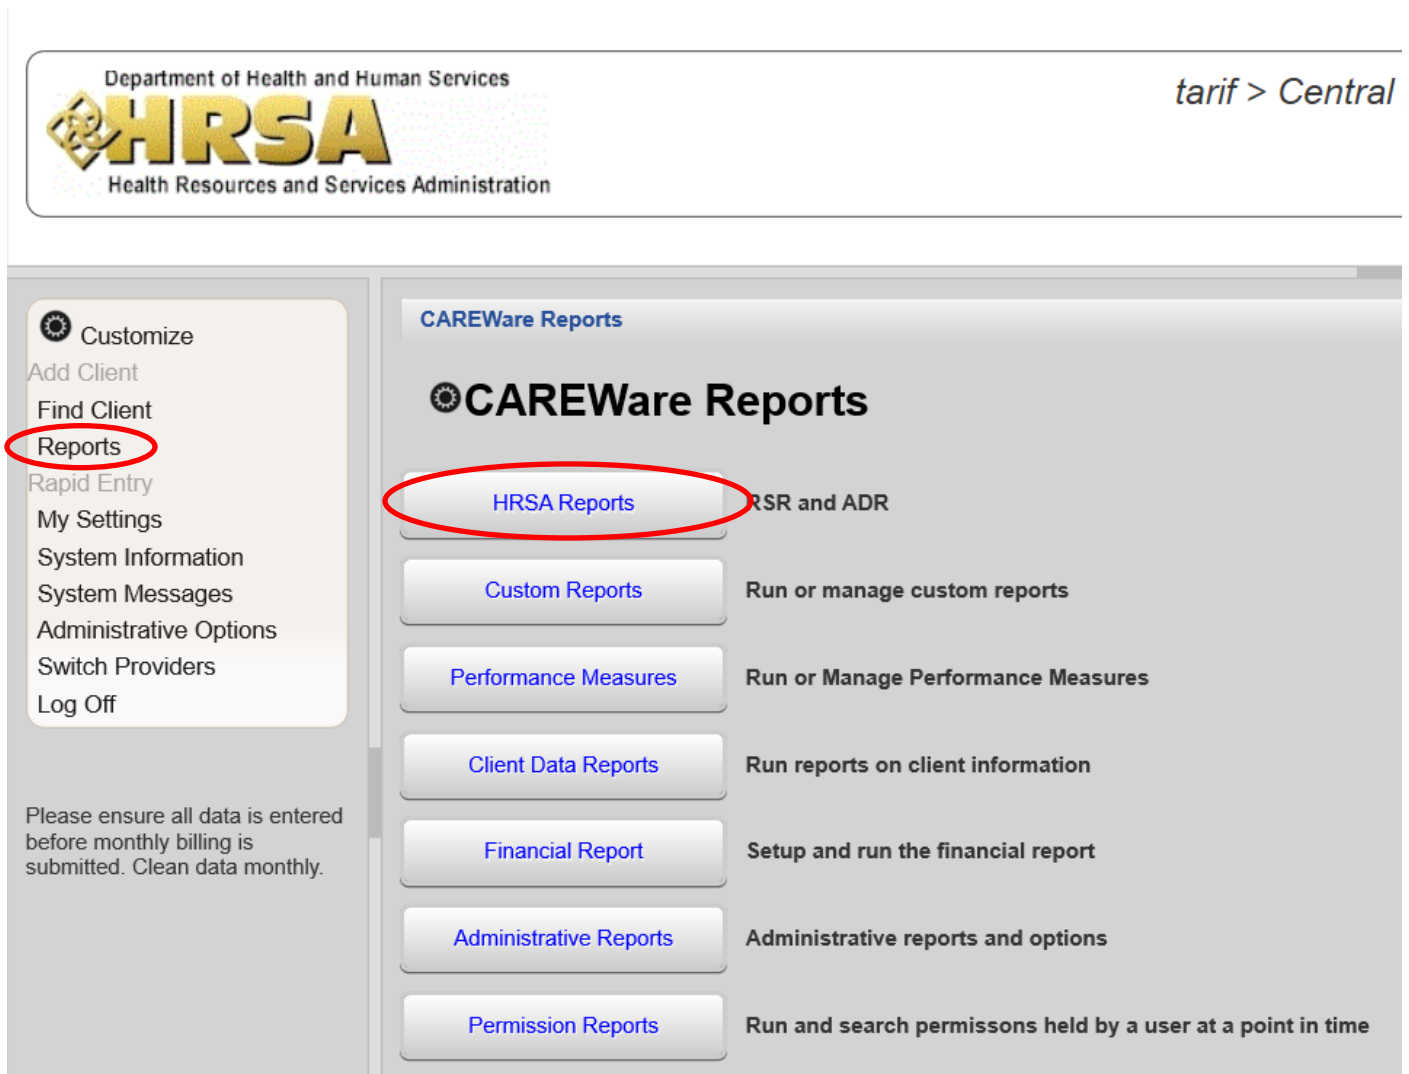 Department of Health and Human Services
HRSA
Health Resources and Services Administration
tarif > Central
Customize
Add Client
Find Client
Reports
Rapid Entry
My Settings
System Information
System Messages
Administrative Options
Switch Providers
Log Off
Please ensure all data is entered
before monthly billing is
submitted. Clean data monthly.
CAREWare Reports
CAREWare Reports
HRSA Reports RSR and ADR
Custom Reports Run or manage custom reports
Performance Measures Run or Manage Performance Measures
Client Data Reports Run reports on client information
Financial Report Setup and run the financial report
Administrative Reports Administrative reports and options
Permission Reports Run and search permissons held by a user at a point in time